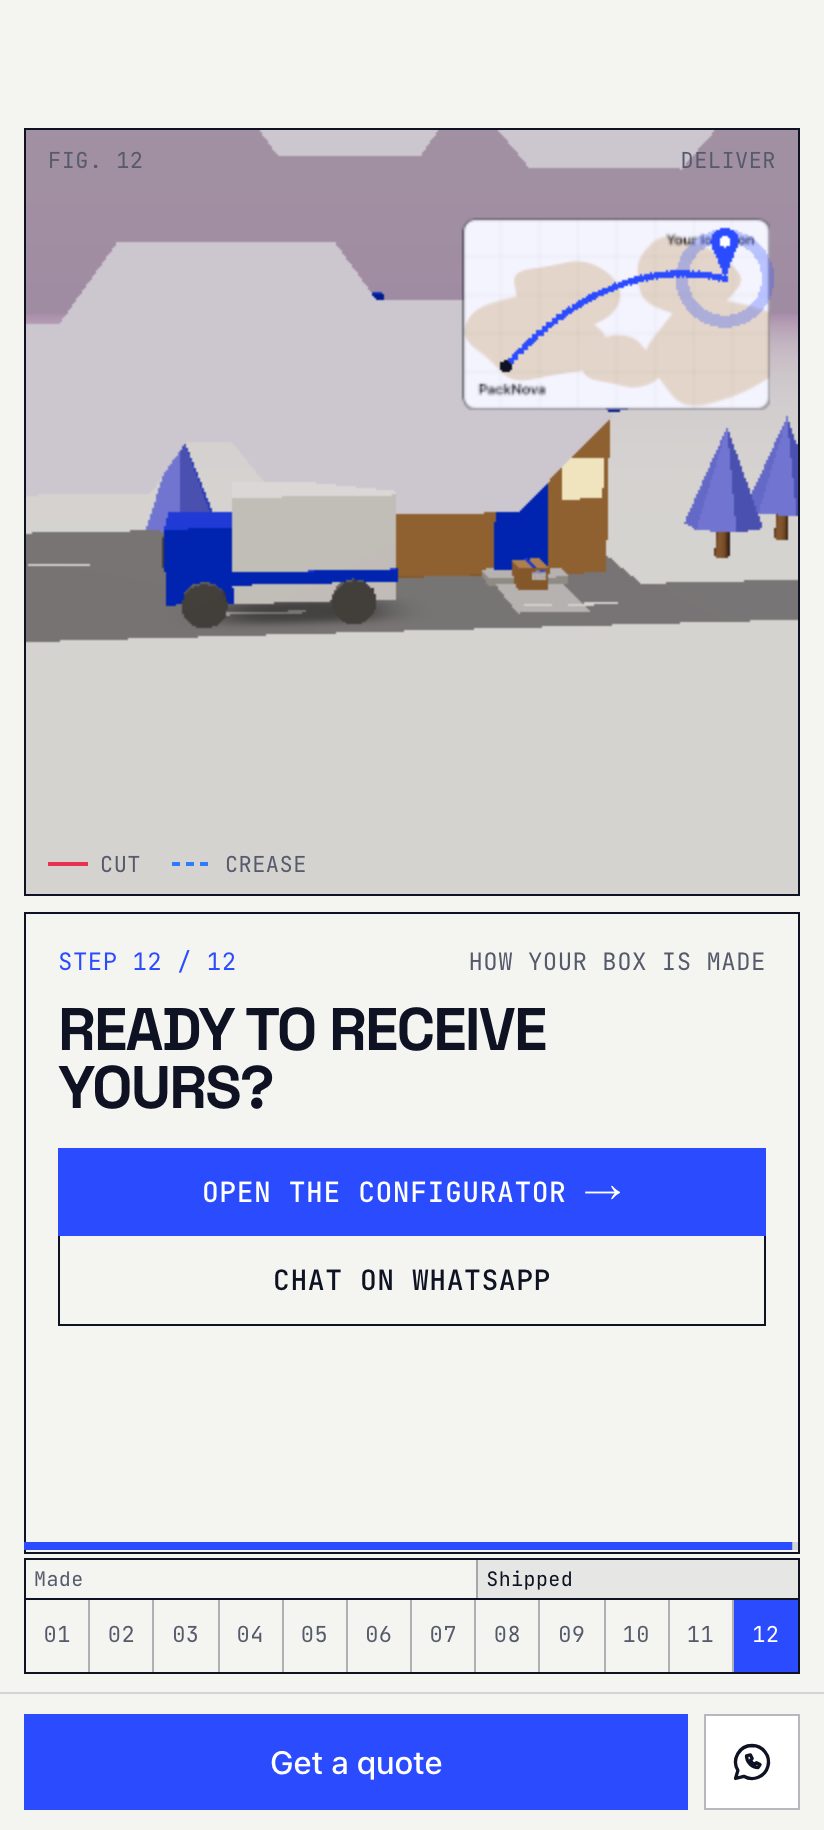 FIG. 12
DELIVER
Your
PackNova
CUT
CREASE
STEP 12 / 12
HOW YOUR BOX IS MADE
READY TO RECEIVE
YOURS?
OPEN THE CONFIGURATOR →
CHAT ON WHATSAPP
Made
Shipped
01 02 03 04 05 06 07 08 09 10 11 12
Get a quote